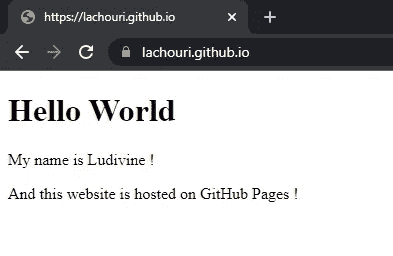 https://lachouri.github.io
lachouri.github.io
Hello World
My name is Ludivine !
And this website is hosted on GitHub Pages !